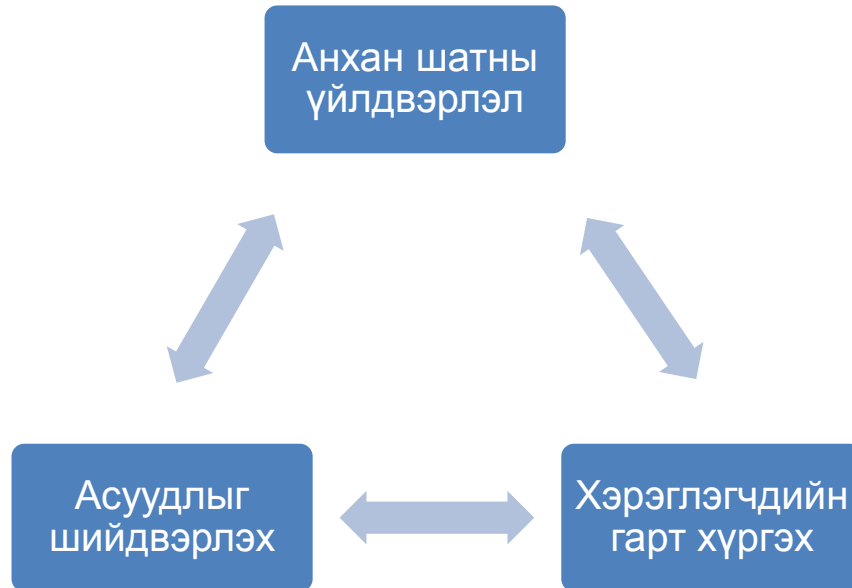 Анхан шатны
үйлдвэрлэл
Асуудлыг
шийдвэрлэх
Хэрэглэгчдийн
гарт хүргэх